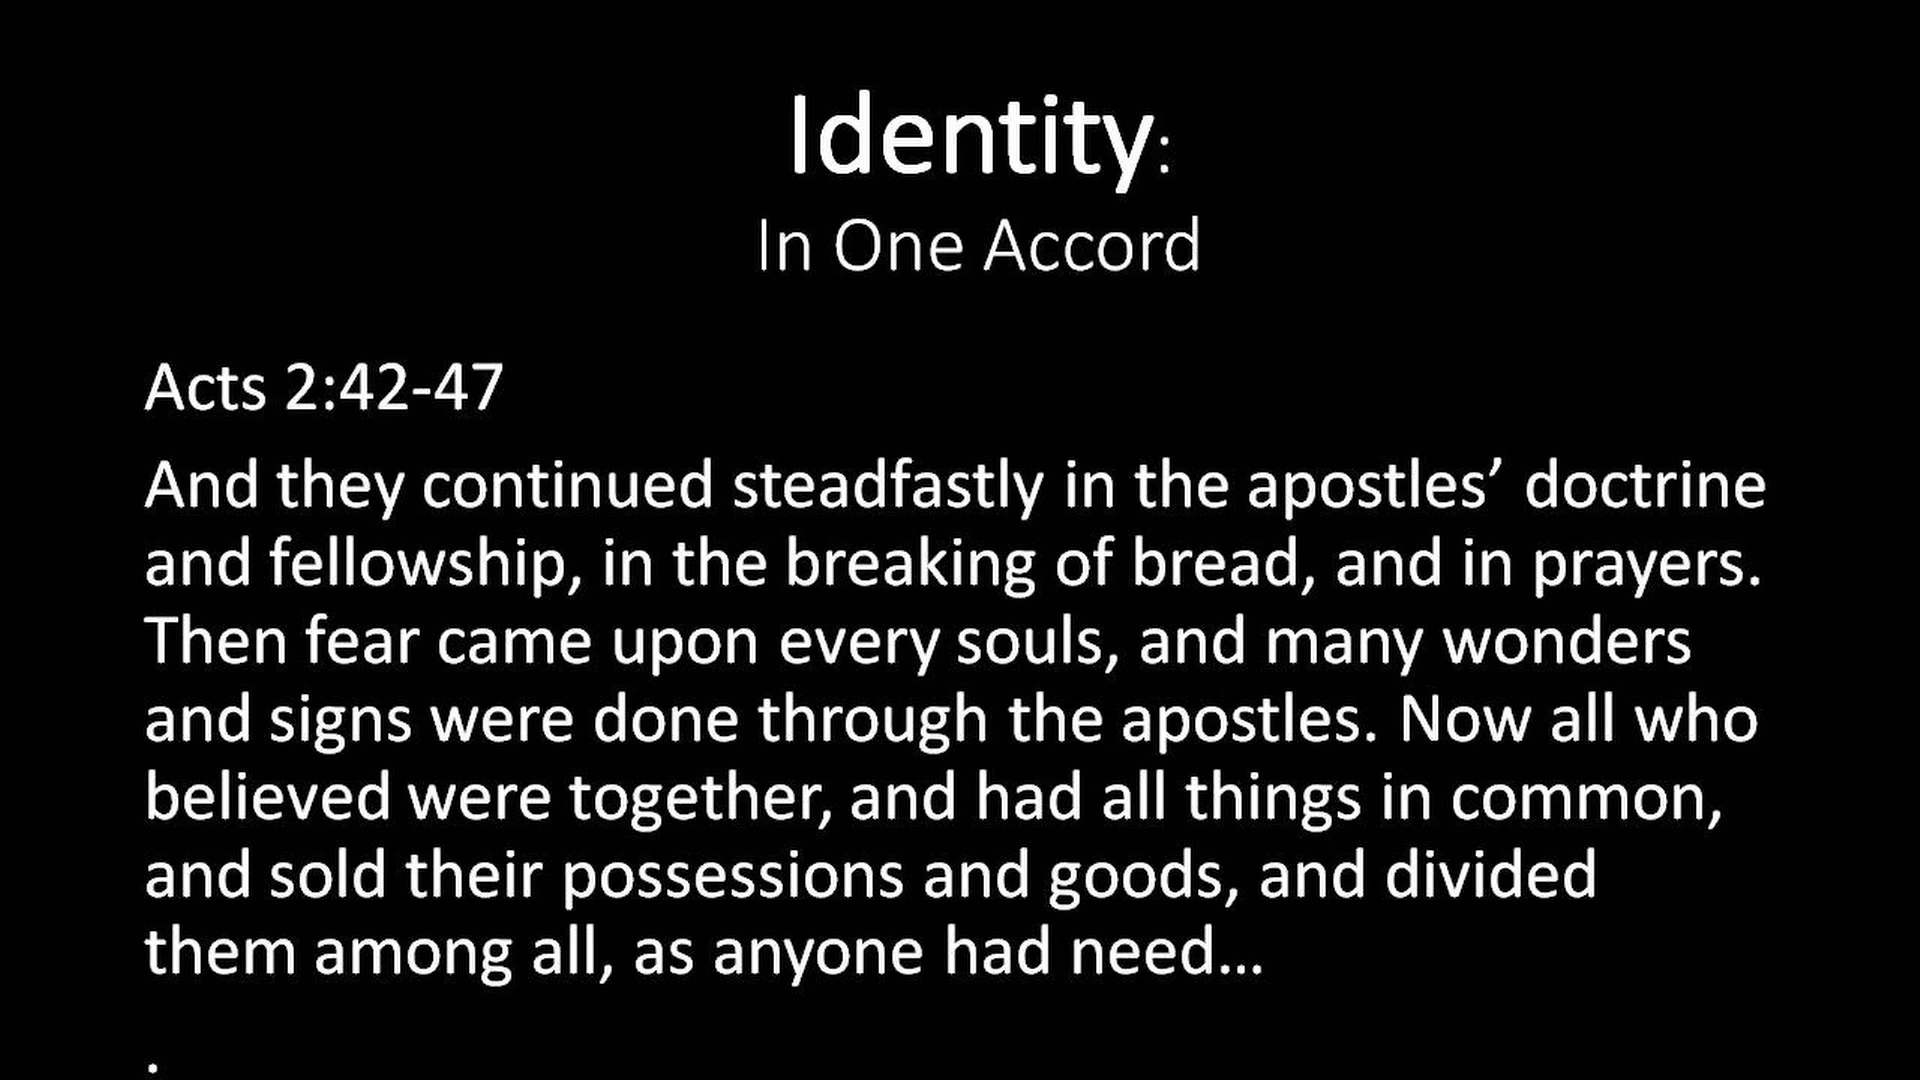 Identity:
In One Accord
Acts 2:42-47
And they continued steadfastly in the apostles’ doctrine
and fellowship, in the breaking of bread, and in prayers.
Then fear came upon every souls, and many wonders
and signs were done through the apostles. Now all who
believed were together, and had all things in common,
and sold their possessions and goods, and divided
them among all, as anyone had need…
.